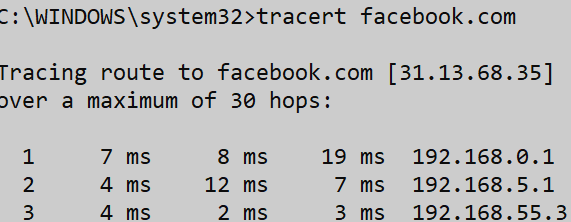 C:\WINDOWS\system32>tracert facebook.com
Tracing route to facebook.com [31.13.68.35]
over a maximum of 30 hops:
1 7 ms 8 ms 19 ms 192.168.0.1
2 4 ms 12 ms 7 ms 192.168.5.1
3 4 ms 2 ms 3 ms 192.168.55.3